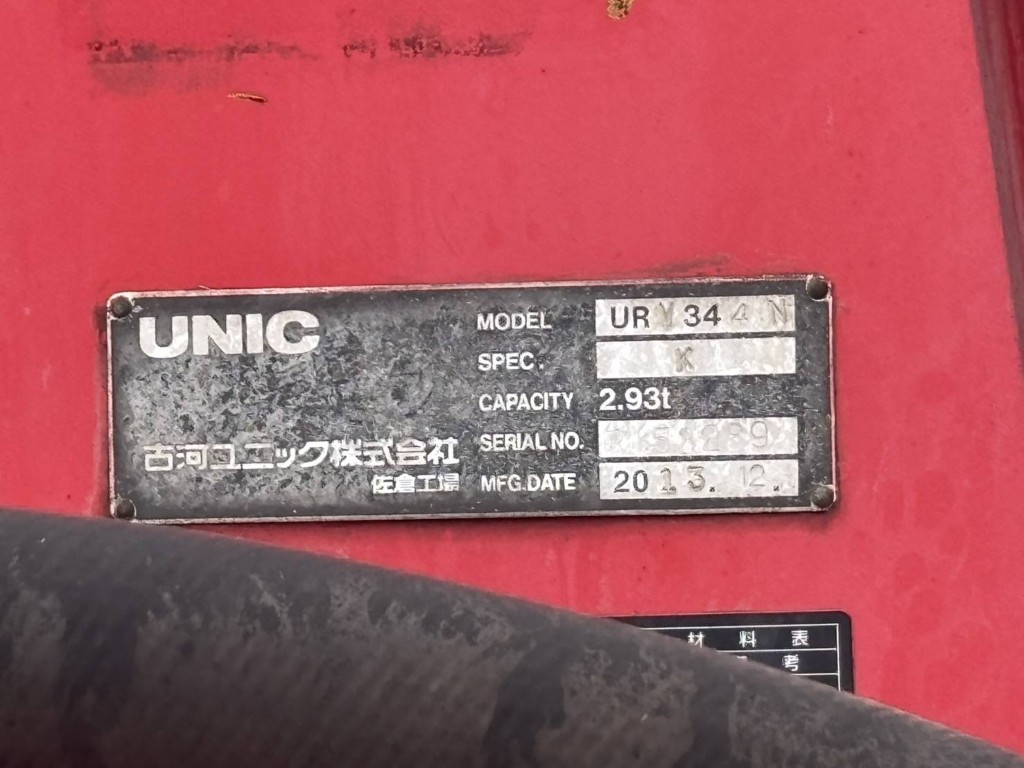 UNIC
MODEL URV344N
SPEC. K
CAPACITY 2.93t
SERIAL NO.
MFG.DATE 2013.12.
古河ユニック株式会社
佐倉工場
材料表
考